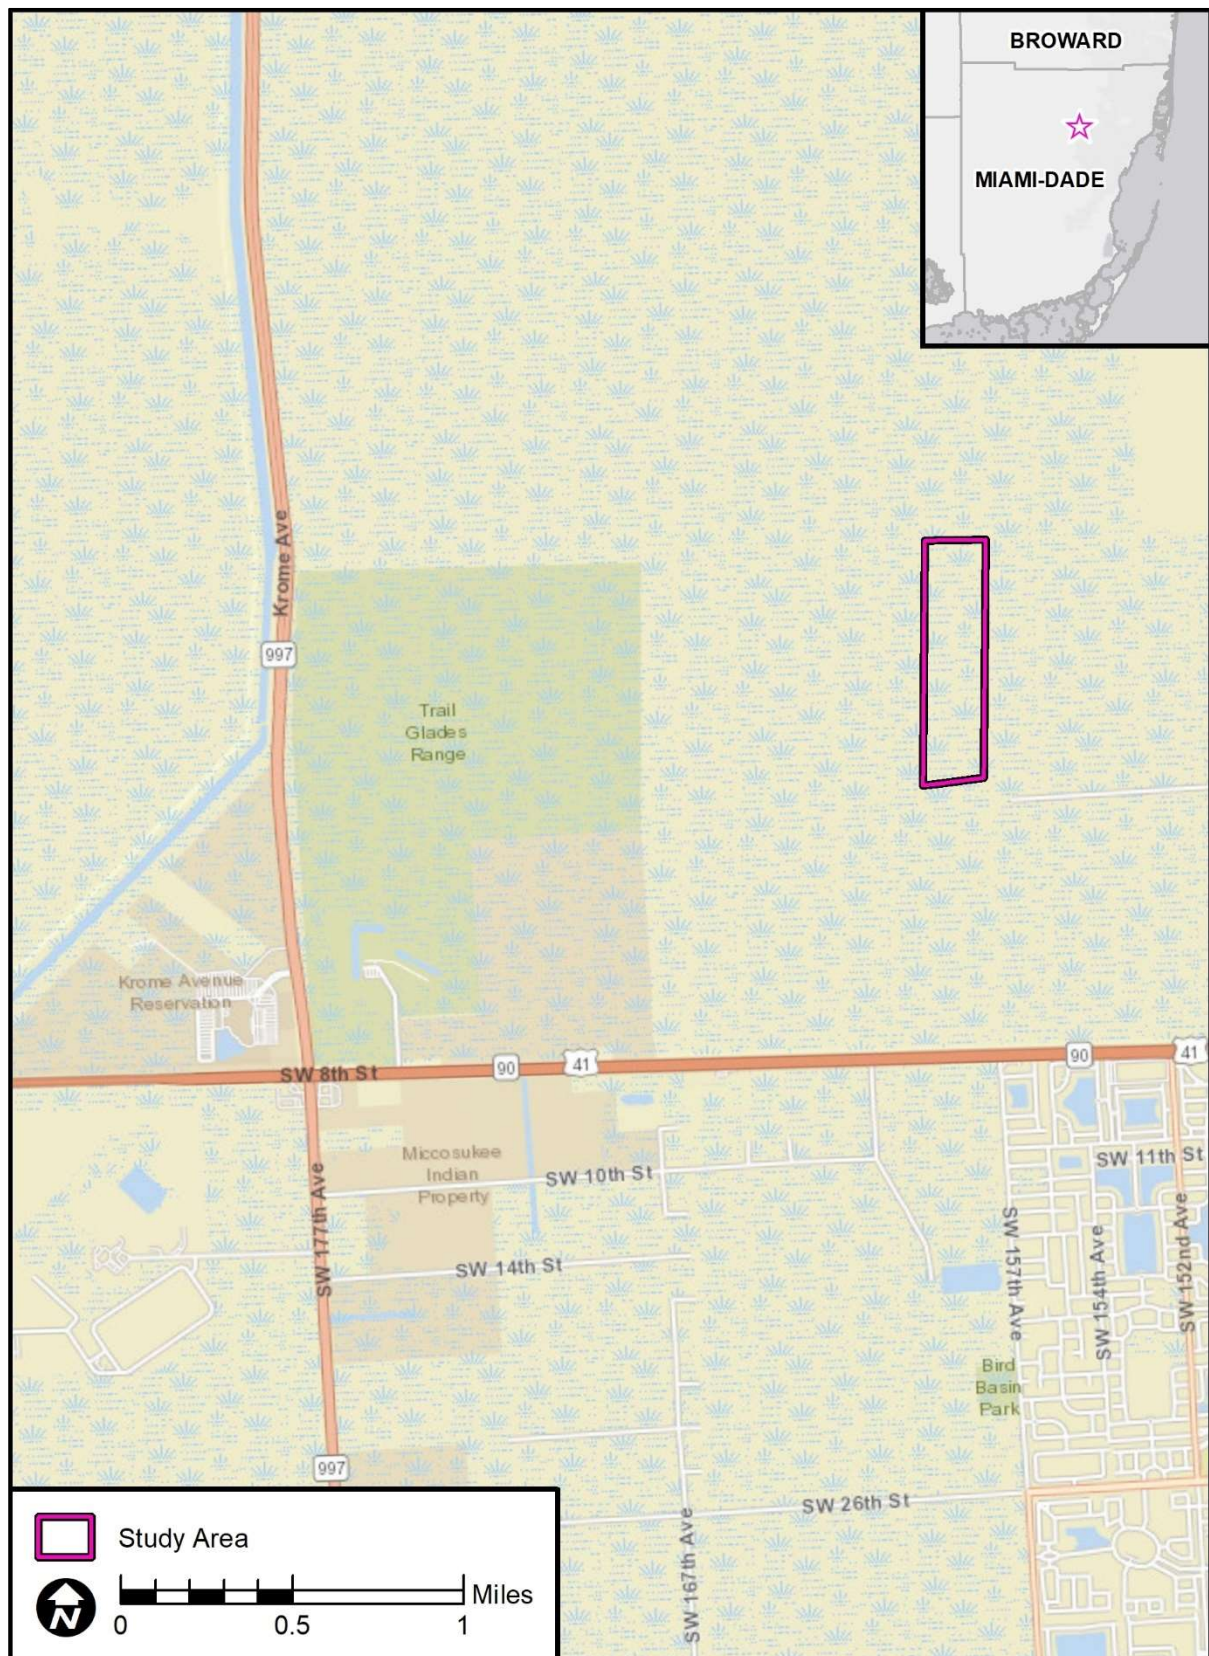 BROWARD
MIAMI-DADE
Krome Ave
997
Trail
Glades
Range
Krome Avenue
Reservation
SW 8th St
90
41
90
41
Miccosukee
Indian
Property
SW 10th St
SW 11th St
SW 177th Ave
SW 14th St
SW 157th Ave
SW 154th Ave
SW 152nd Ave
Bird
Basin
Park
997
SW 26th St
SW 167th Ave
Study Area
N
Miles
0 0.5 1